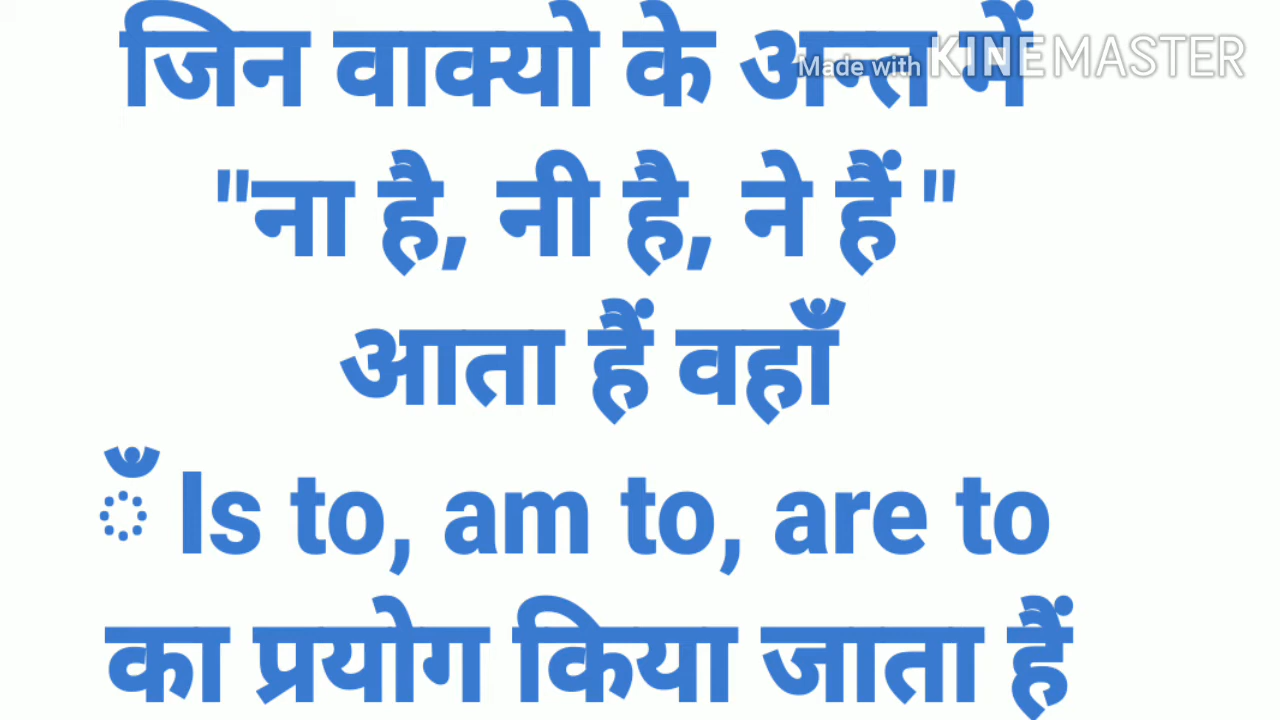 जिन वाक्यो के अन्त में
Made with KINEMASTER
"ना है, नी है, ने हैं "
आता हैं वहाँ
ँ Is to, am to, are to
का प्रयोग किया जाता हैं